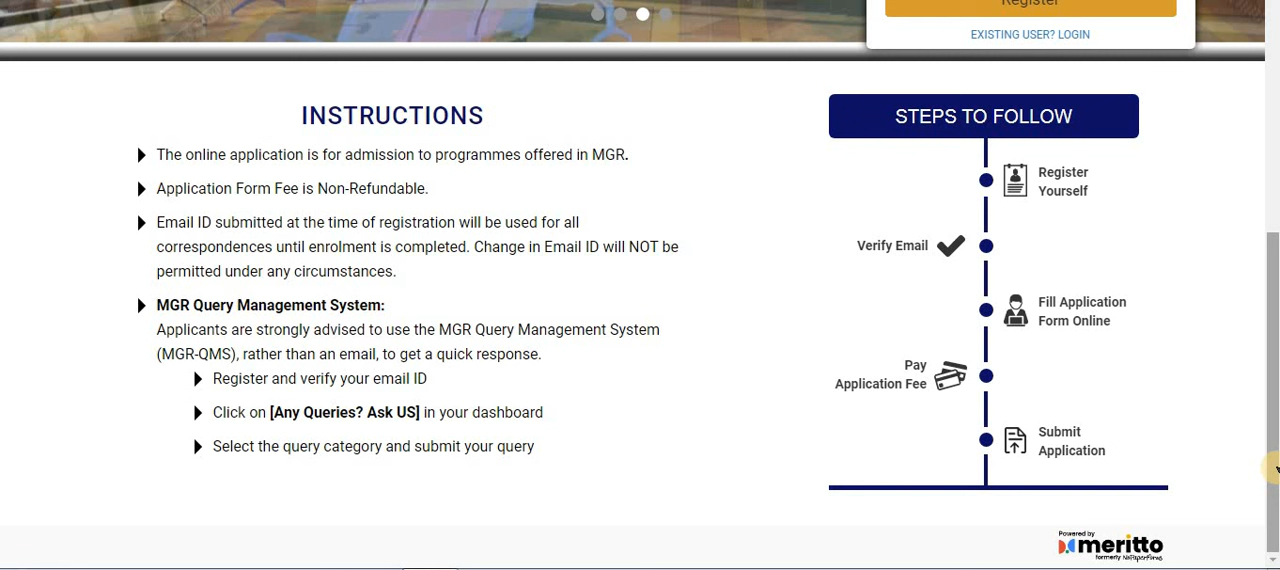 Register
EXISTING USER? LOGIN
INSTRUCTIONS
The online application is for admission to programmes offered in MGR.
Application Form Fee is Non-Refundable.
Email ID submitted at the time of registration will be used for all
correspondences until enrolment is completed. Change in Email ID will NOT be
permitted under any circumstances.
MGR Query Management System:
Applicants are strongly advised to use the MGR Query Management System
(MGR-QMS), rather than an email, to get a quick response.
Register and verify your email ID
Click on [Any Queries? Ask US] in your dashboard
Select the query category and submit your query
STEPS TO FOLLOW
Register
Yourself
Verify Email
Fill Application
Form Online
Pay
Application Fee
Submit
Application
Powered by
meritto
formerly NoPaperForms